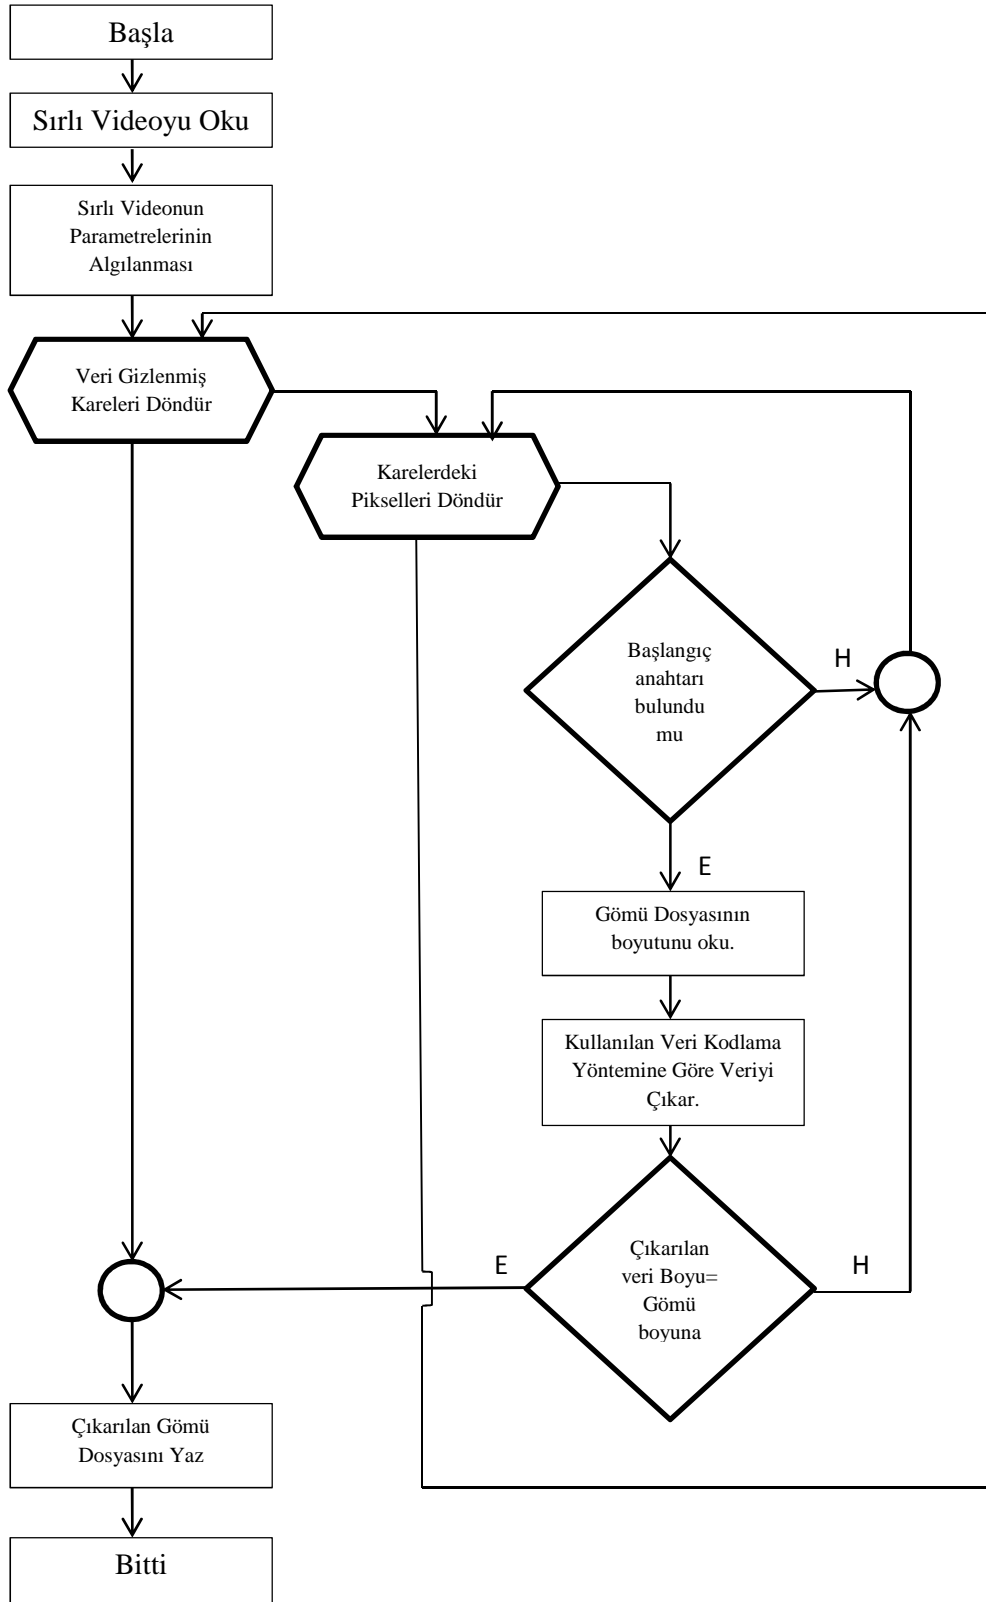 Başla
Sırlı Videoyu Oku
Sırlı Videonun
Parametrelerinin
Algılanması
Veri Gizlenmiş
Kareleri Döndür
Karelerdeki
Pikselleri Döndür
Başlangıç
anahtarı
bulundu
mu
H
E
Gömü Dosyasının
boyutunu oku.
Kullanılan Veri Kodlama
Yöntemine Göre Veriyi
Çıkar.
Çıkarılan
veri Boyu=
Gömü
boyuna
E
H
Çıkarılan Gömü
Dosyasını Yaz
Bitti